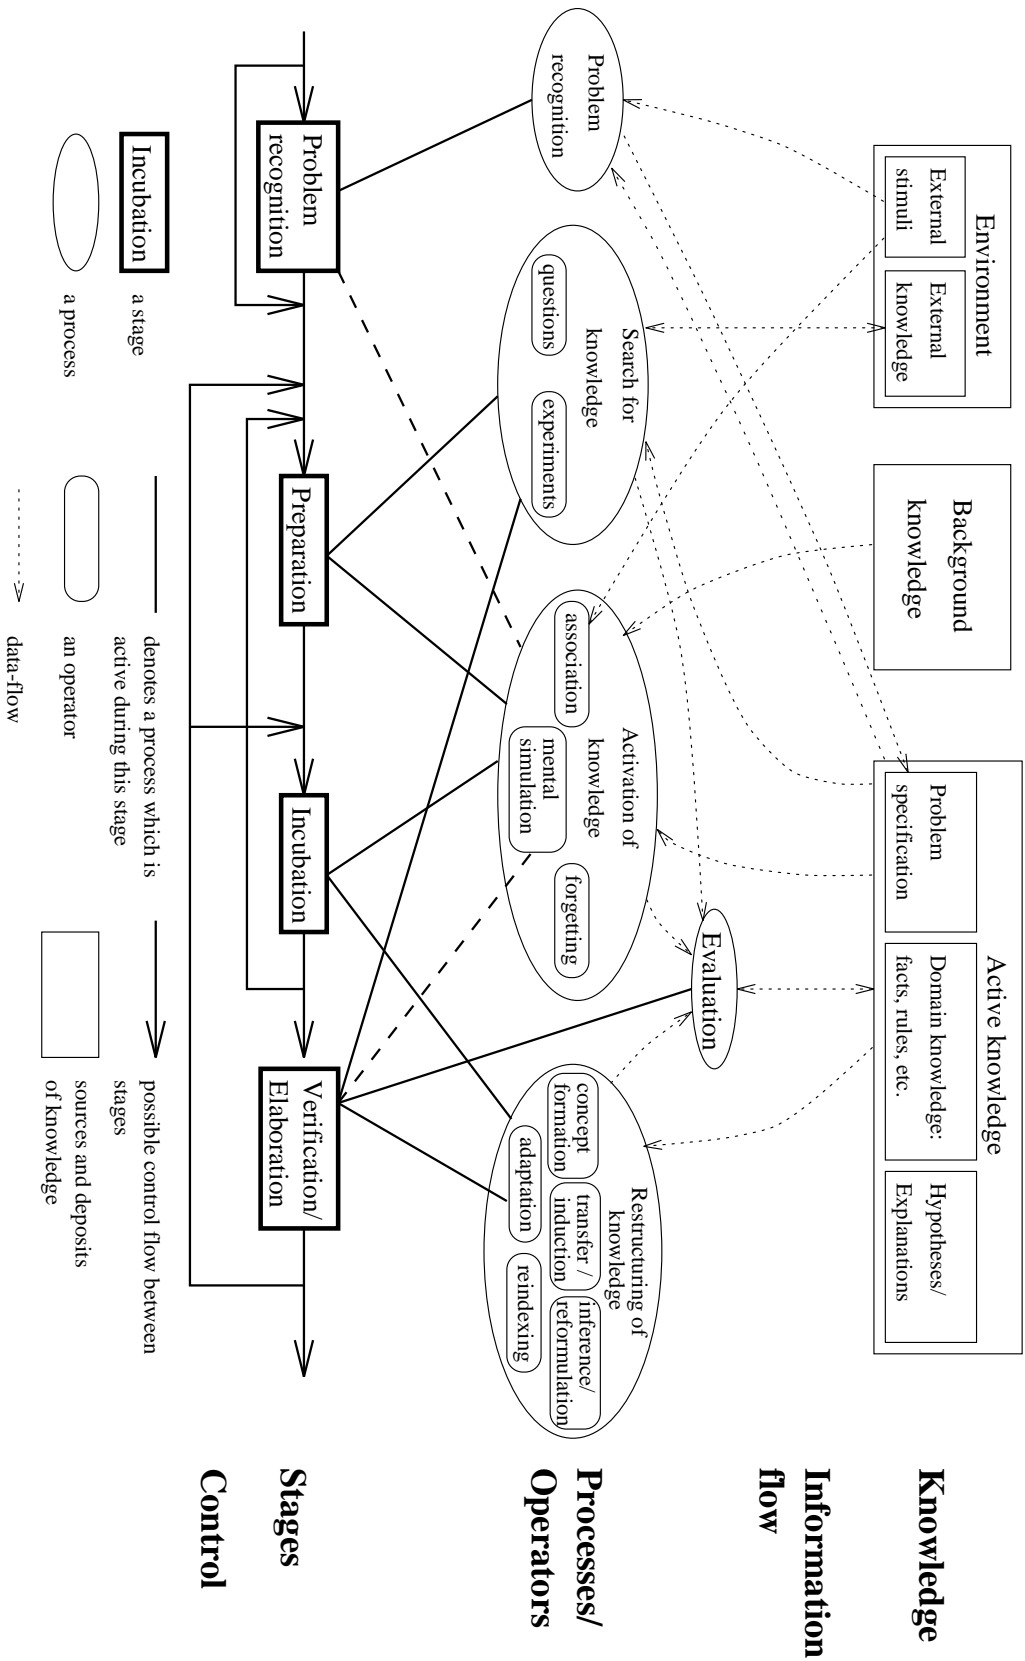 Environment
External
stimuli
External
knowledge
Background
knowledge
Active knowledge
Problem
specification
Domain knowledge:
facts, rules, etc.
Hypotheses/
Explanations
Knowledge
Information
flow
Evaluation
Problem
recognition
Search for
knowledge
questions
experiments
Activation of
knowledge
association
mental
simulation
forgetting
Restructuring of
knowledge
concept
formation
transfer /
induction
inference/
reformulation
adaptation
reindexing
Processes/
Operators
Problem
recognition
Preparation
Incubation
Verification/
Elaboration
Stages
Control
Incubation
a stage
denotes a process which is
active during this stage
possible control flow between
stages
a process
an operator
sources and deposits
of knowledge
data-flow